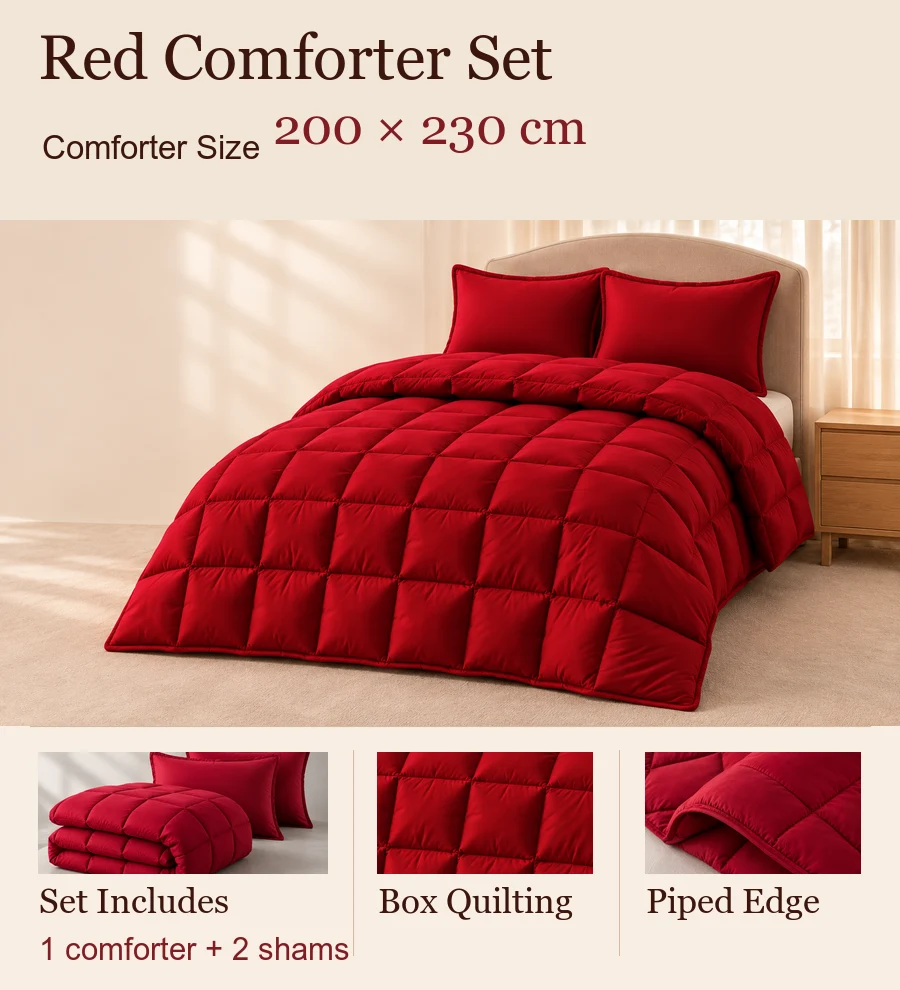 Red Comforter Set
Comforter Size 200 × 230 cm
Set Includes
1 comforter + 2 shams
Box Quilting
Piped Edge